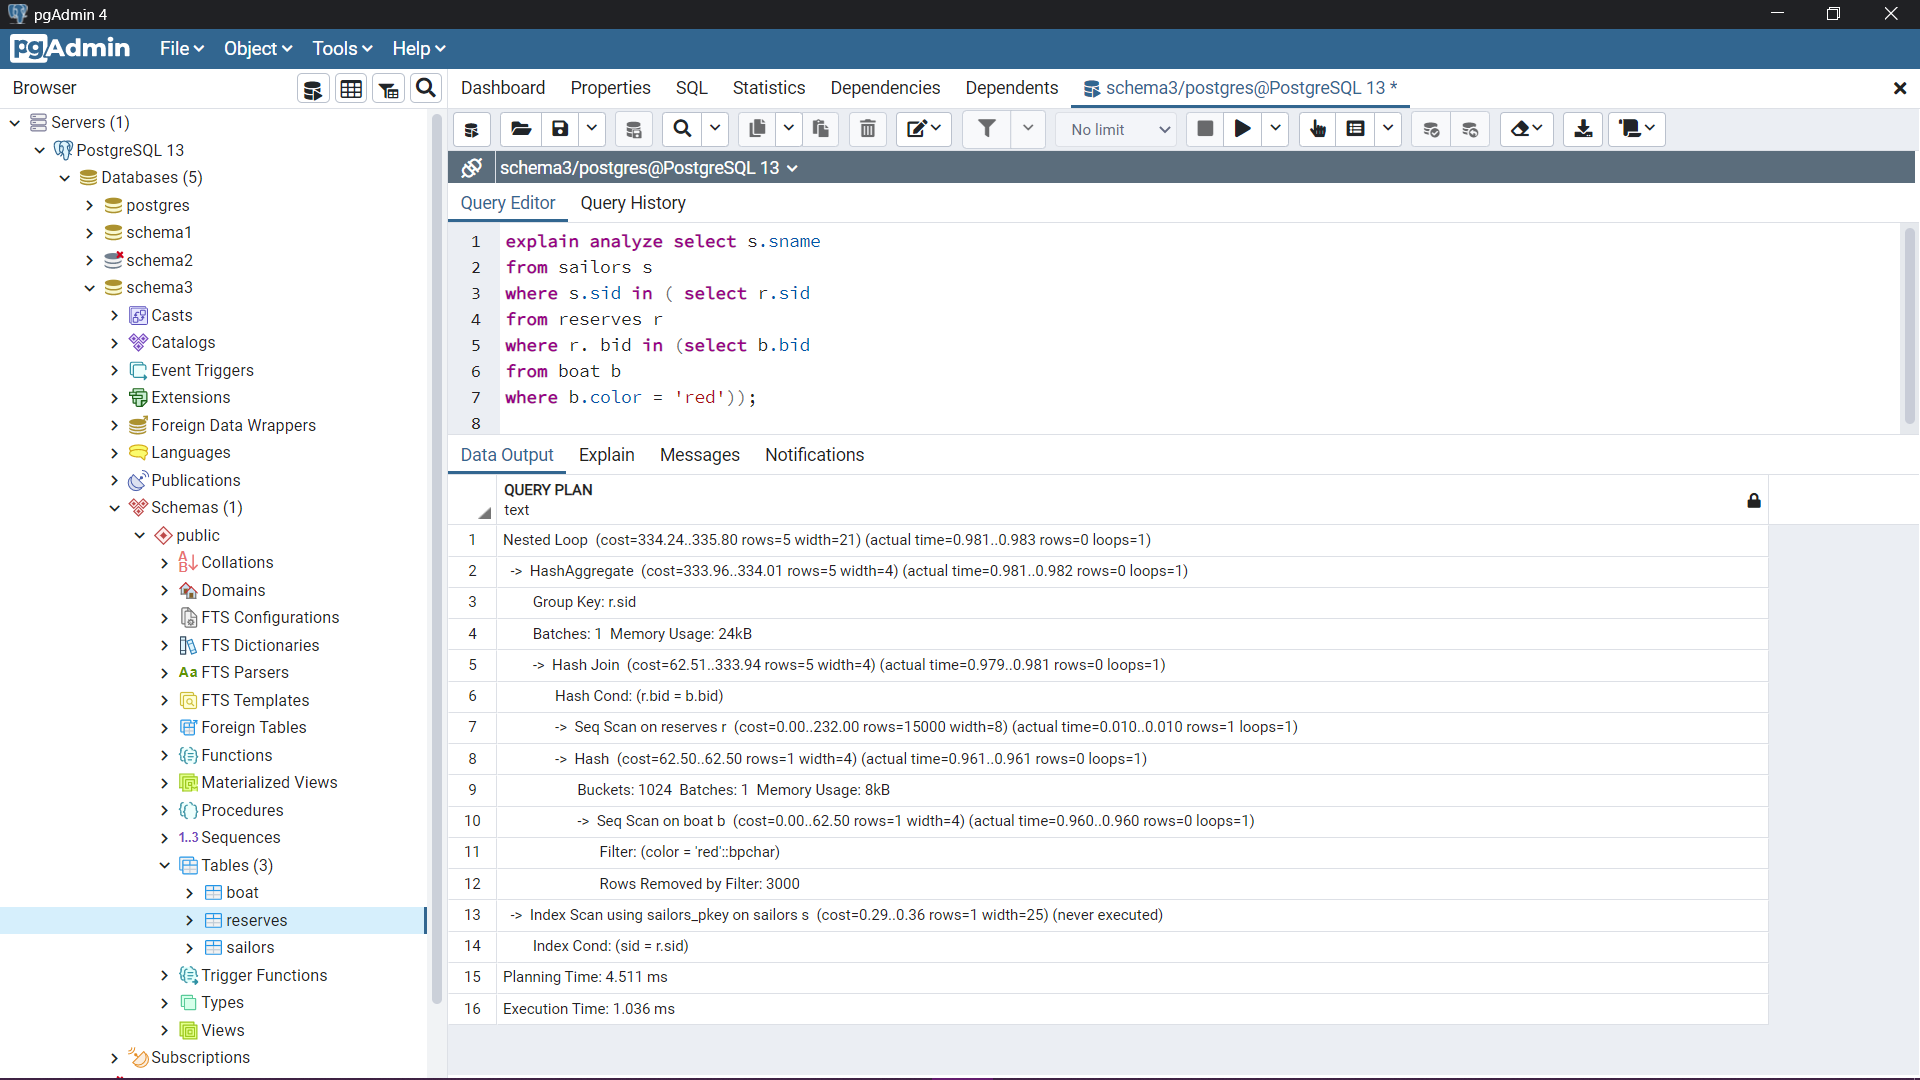 pgAdmin 4
pgAdmin File Object Tools Help
Browser
Dashboard Properties SQL Statistics Dependencies Dependents schema3/postgres@PostgreSQL 13 *
No limit
schema3/postgres@PostgreSQL 13
Query Editor Query History
Servers (1)
PostgreSQL 13
Databases (5)
postgres
schema1
schema2
schema3
Casts
Catalogs
Event Triggers
Extensions
Foreign Data Wrappers
Languages
Publications
Schemas (1)
public
Collations
Domains
FTS Configurations
FTS Dictionaries
Aa FTS Parsers
FTS Templates
Foreign Tables
Functions
Materialized Views
Procedures
1..3 Sequences
Tables (3)
boat
reserves
sailors
Trigger Functions
Types
Views
Subscriptions
1 explain analyze select s.sname
2 from sailors s
3 where s.sid in ( select r.sid
4 from reserves r
5 where r. bid in (select b.bid
6 from boat b
7 where b.color = 'red'));
8
Data Output Explain Messages Notifications
QUERY PLAN
text
1 Nested Loop (cost=334.24..335.80 rows=5 width=21) (actual time=0.981..0.983 rows=0 loops=1)
2 -> HashAggregate (cost=333.96..334.01 rows=5 width=4) (actual time=0.981..0.982 rows=0 loops=1)
3 Group Key: r.sid
4 Batches: 1 Memory Usage: 24kB
5 -> Hash Join (cost=62.51..333.94 rows=5 width=4) (actual time=0.979..0.981 rows=0 loops=1)
6 Hash Cond: (r.bid = b.bid)
7 -> Seq Scan on reserves r (cost=0.00..232.00 rows=15000 width=8) (actual time=0.010..0.010 rows=1 loops=1)
8 -> Hash (cost=62.50..62.50 rows=1 width=4) (actual time=0.961..0.961 rows=0 loops=1)
9 Buckets: 1024 Batches: 1 Memory Usage: 8kB
10 -> Seq Scan on boat b (cost=0.00..62.50 rows=1 width=4) (actual time=0.960..0.960 rows=0 loops=1)
11 Filter: (color = 'red'::bpchar)
12 Rows Removed by Filter: 3000
13 -> Index Scan using sailors_pkey on sailors s (cost=0.29..0.36 rows=1 width=25) (never executed)
14 Index Cond: (sid = r.sid)
15 Planning Time: 4.511 ms
16 Execution Time: 1.036 ms